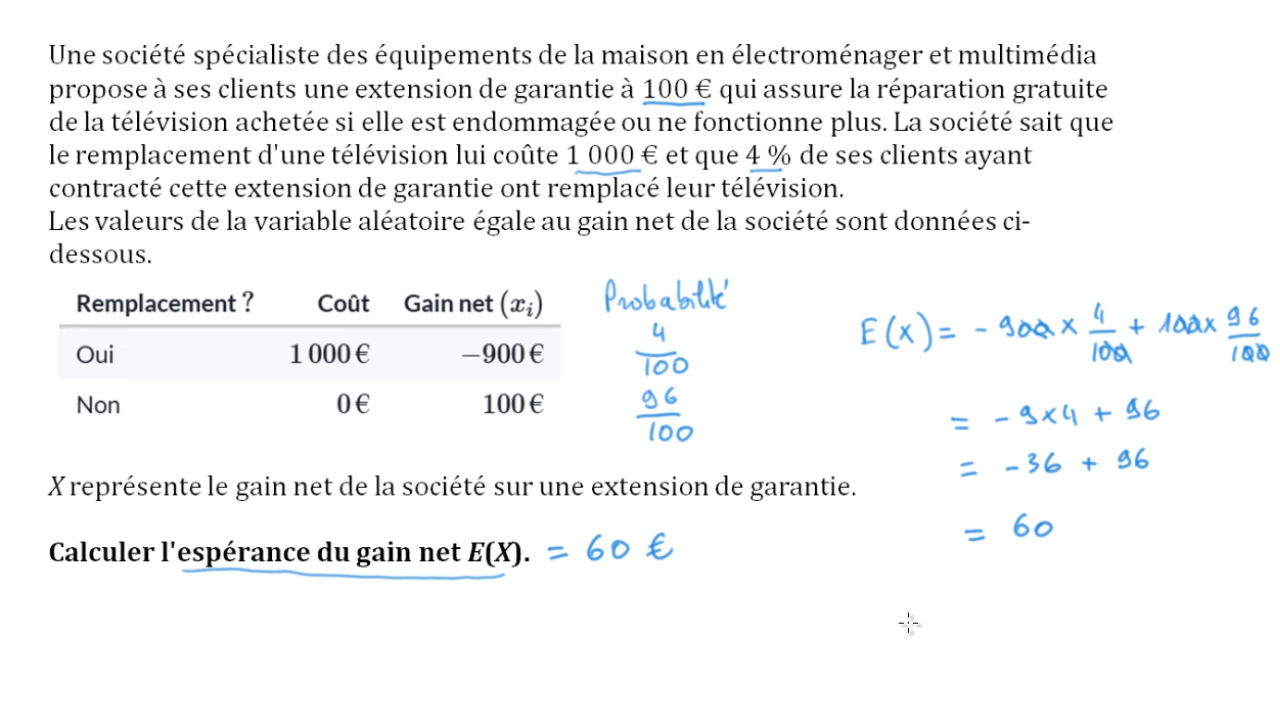 Une société spécialiste des équipements de la maison en électroménager et multimédia
propose à ses clients une extension de garantie à 100 € qui assure la réparation gratuite
de la télévision achetée si elle est endommagée ou ne fonctionne plus. La société sait que
le remplacement d'une télévision lui coûte 1 000 € et que 4 % de ses clients ayant
contracté cette extension de garantie ont remplacé leur télévision.
Les valeurs de la variable aléatoire égale au gain net de la société sont données ci-
dessous.
Remplacement ? Coût Gain net (xᵢ) Probabilité
Oui 1 000 € −900 € 4/100
Non 0 € 100 € 96/100
E(X) = - 900 × 4/100 + 100 × 96/100
= - 9 × 4 + 96
= - 36 + 96
= 60
X représente le gain net de la société sur une extension de garantie.
Calculer l'espérance du gain net E(X). = 60 €